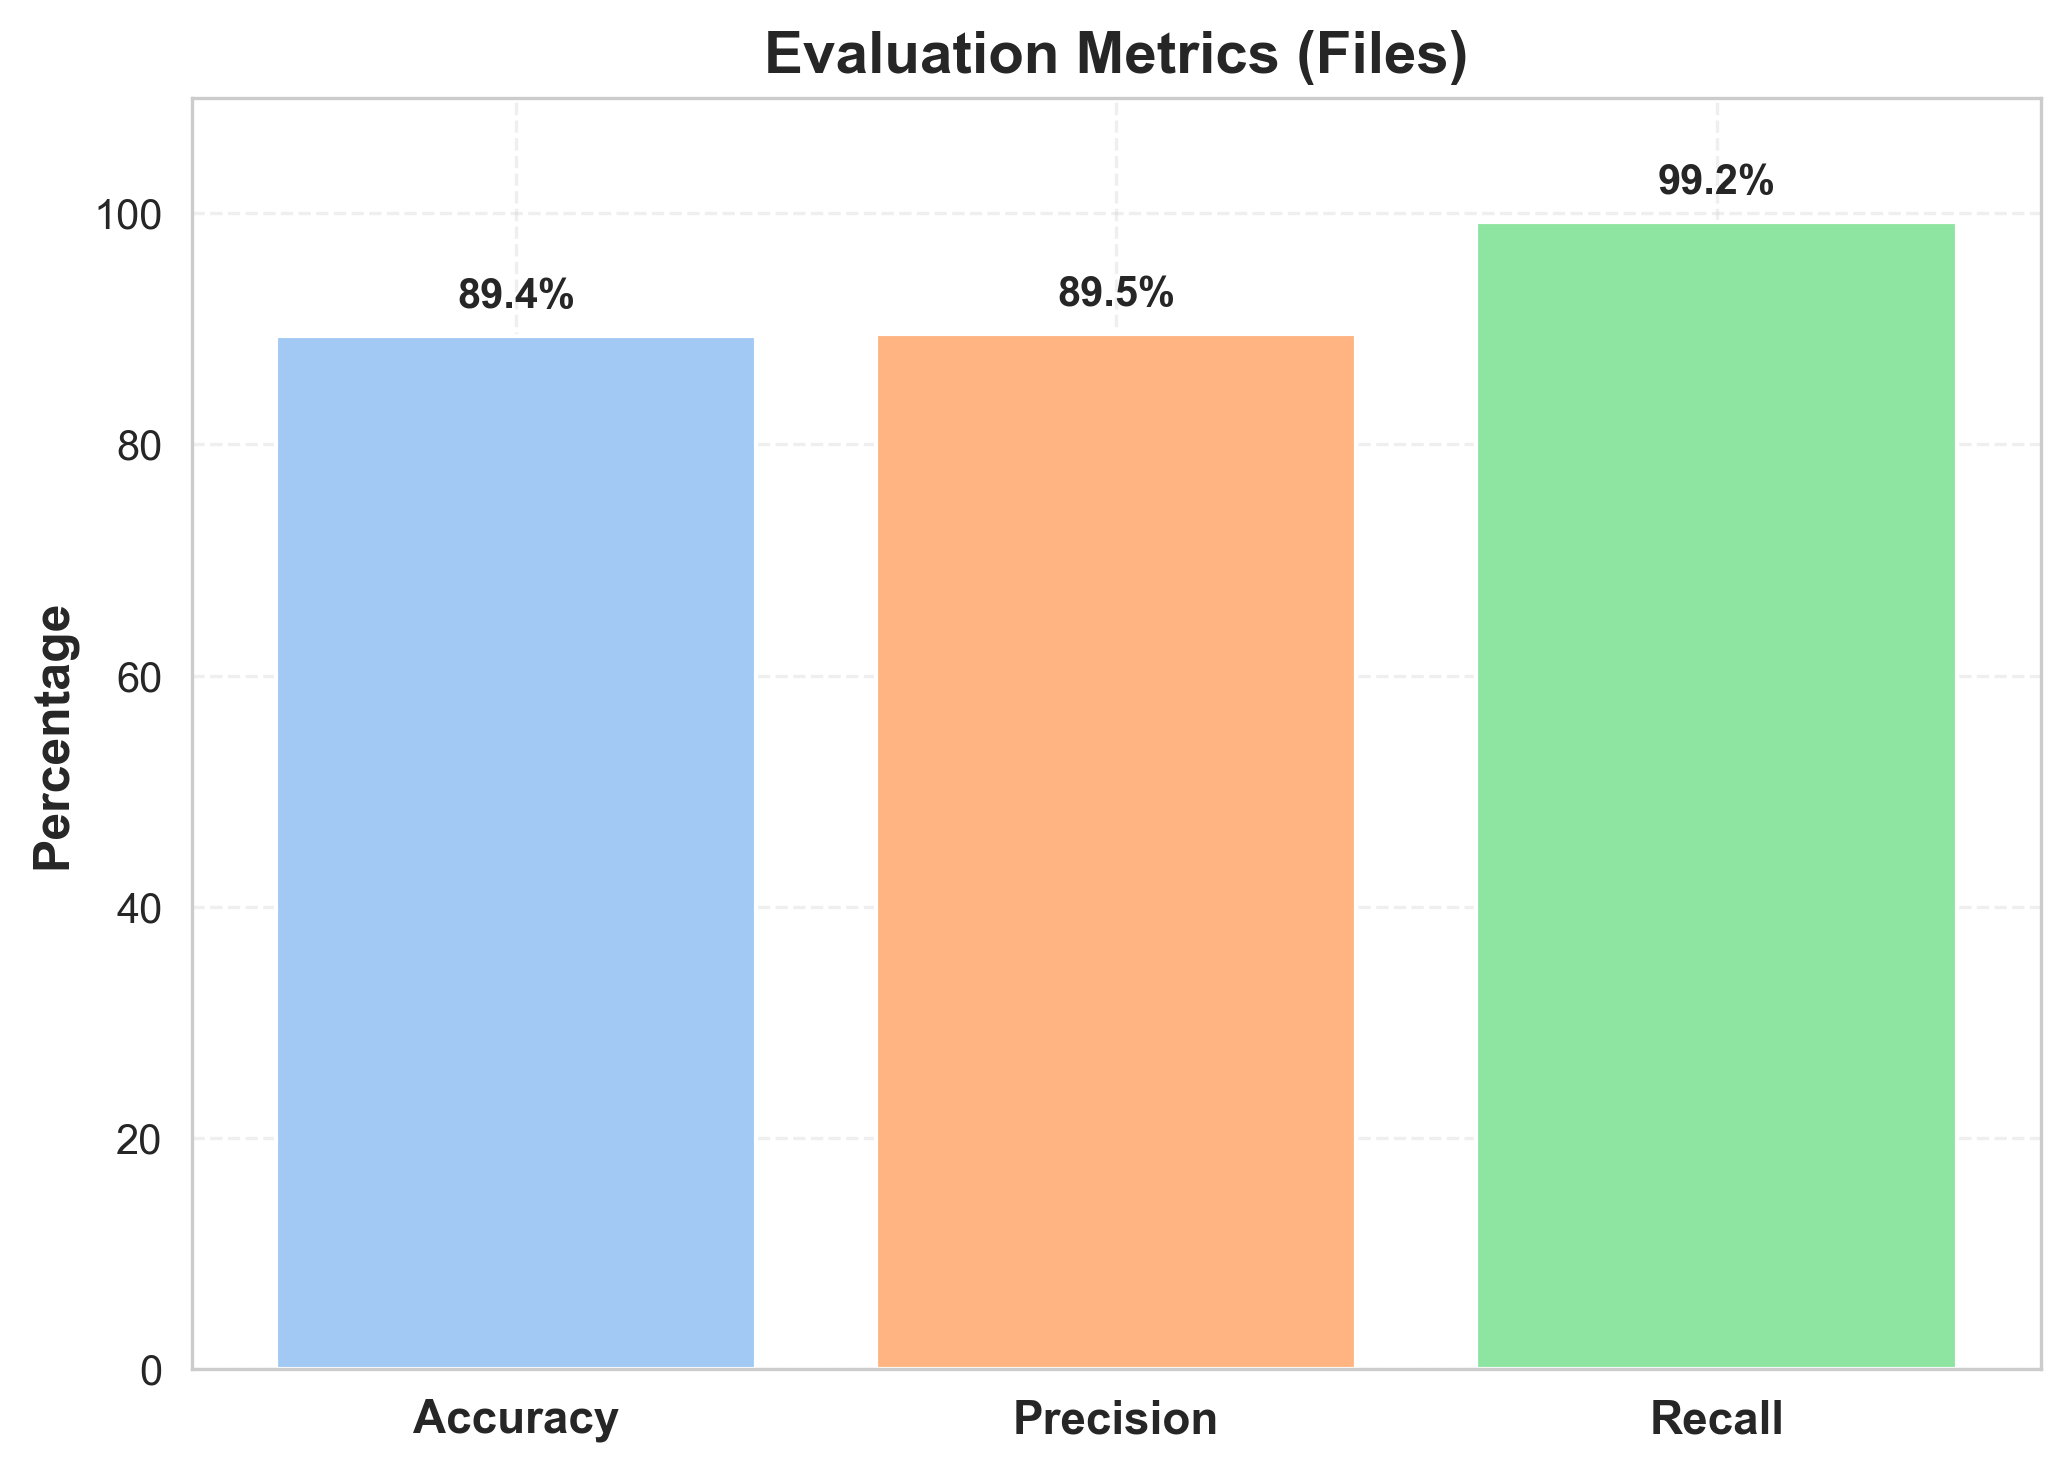 Evaluation Metrics (Files)
Percentage
100
80
60
40
20
0
89.4%
89.5%
99.2%
Accuracy
Precision
Recall